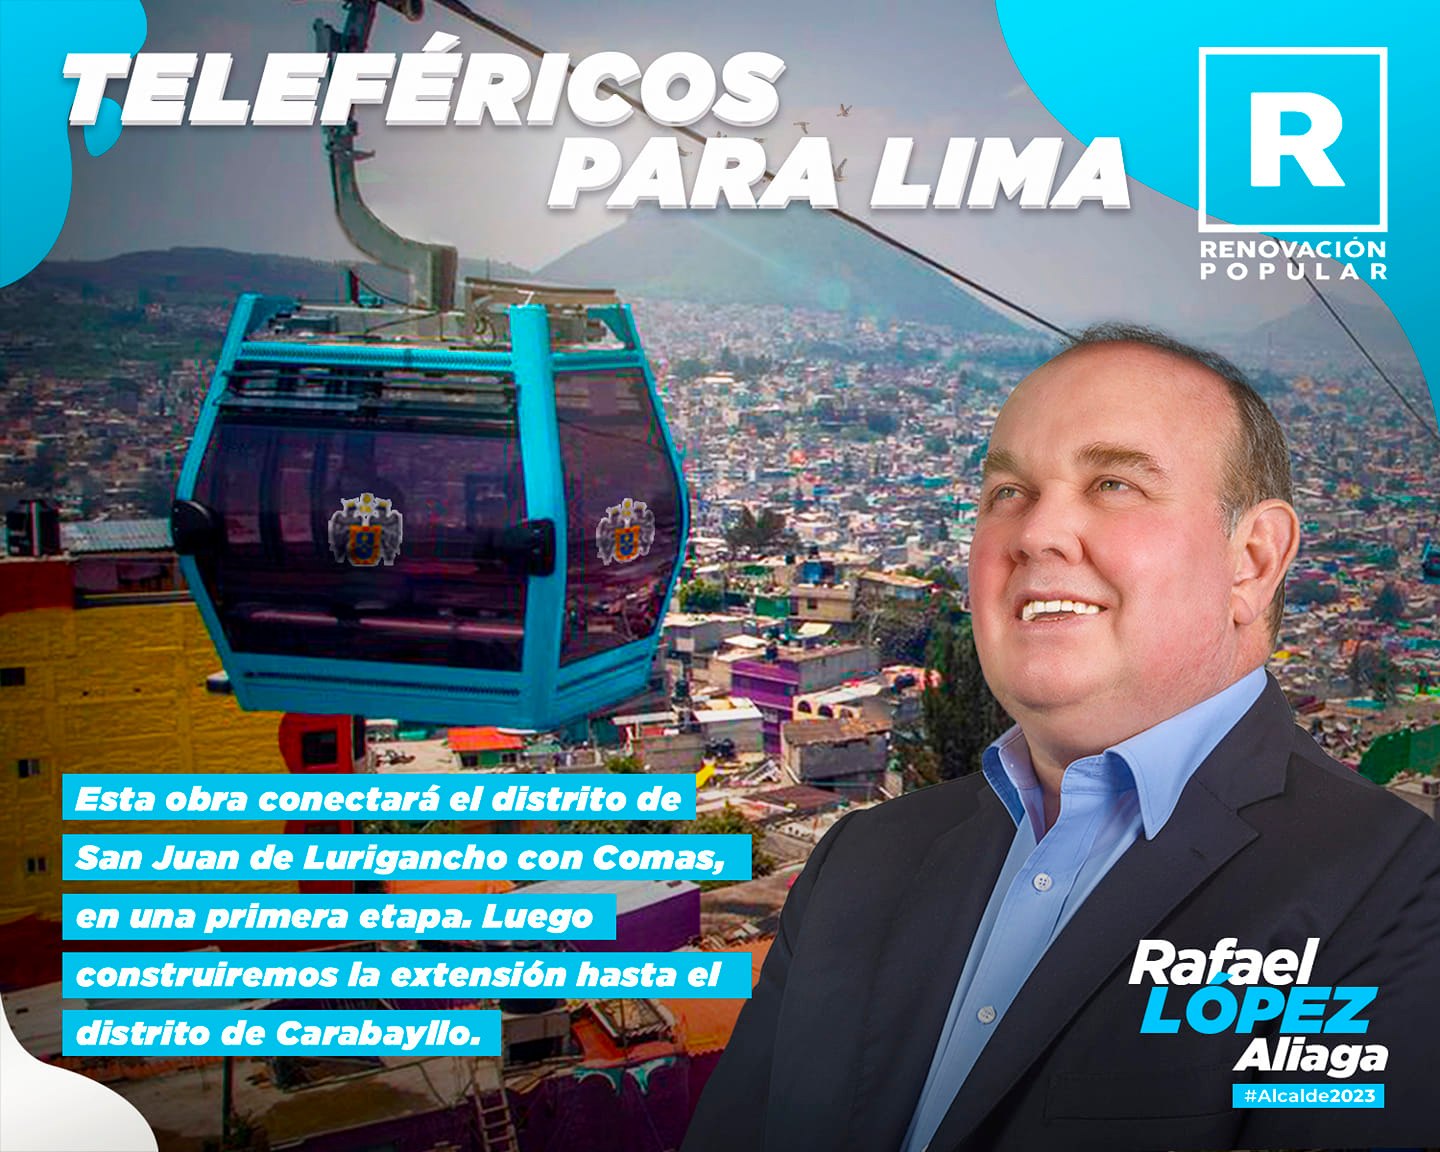 TELEFÉRICOS
PARA LIMA
R
RENOVACIÓN
POPULAR
Esta obra conectará el distrito de
San Juan de Lurigancho con Comas,
en una primera etapa. Luego
construiremos la extensión hasta el
distrito de Carabayllo.
Rafael
LÓPEZ
Aliaga
#Alcalde2023